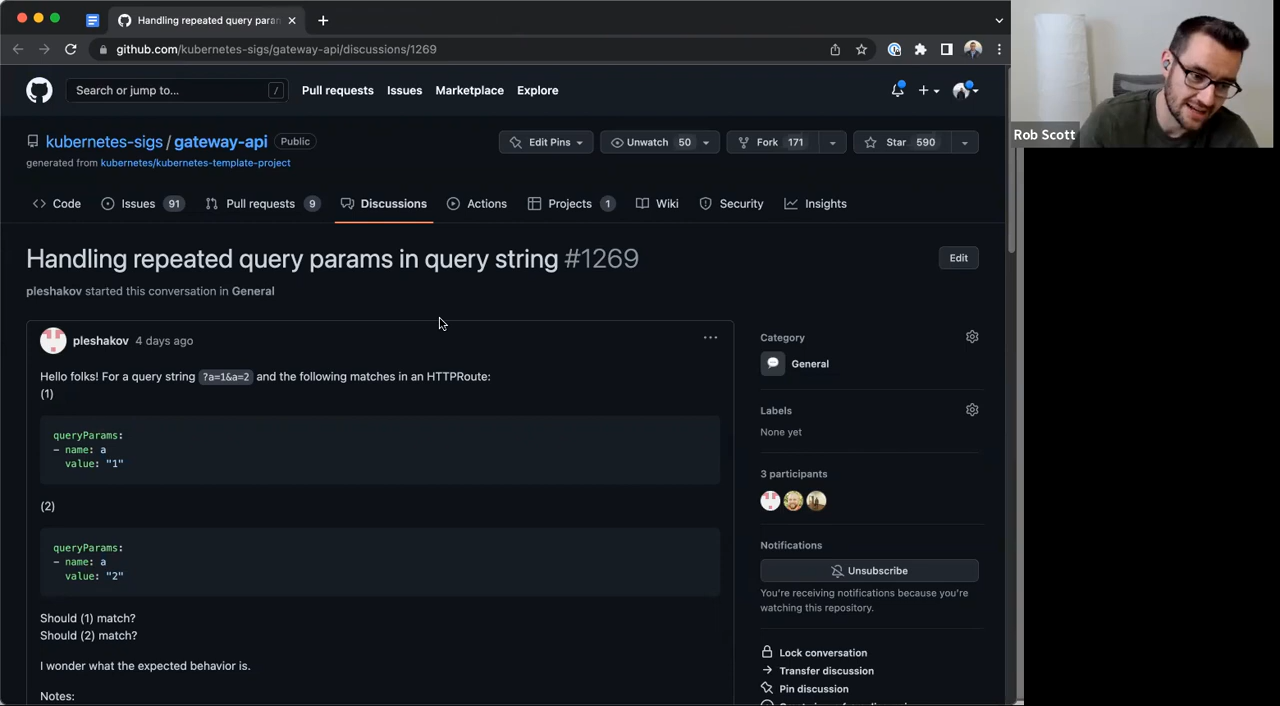 Handling repeated query para
github.com/kubernetes-sigs/gateway-api/discussions/1269
Search or jump to... /
Pull requests Issues Marketplace Explore
kubernetes-sigs / gateway-api Public
Edit Pins Unwatch 50 Fork 171 Star 590
generated from kubernetes/kubernetes-template-project
Code Issues 91 Pull requests 9 Discussions Actions Projects 1 Wiki Security Insights
Handling repeated query params in query string #1269
Edit
pleshakov started this conversation in General
pleshakov 4 days ago
Hello folks! For a query string ?a=1&a=2 and the following matches in an HTTPRoute:
(1)
queryParams:
- name: a
value: "1"
(2)
queryParams:
- name: a
value: "2"
Should (1) match?
Should (2) match?
I wonder what the expected behavior is.
Notes:
Category
General
Labels
None yet
3 participants
Notifications
Unsubscribe
You're receiving notifications because you're
watching this repository.
Lock conversation
Transfer discussion
Pin discussion
Rob Scott